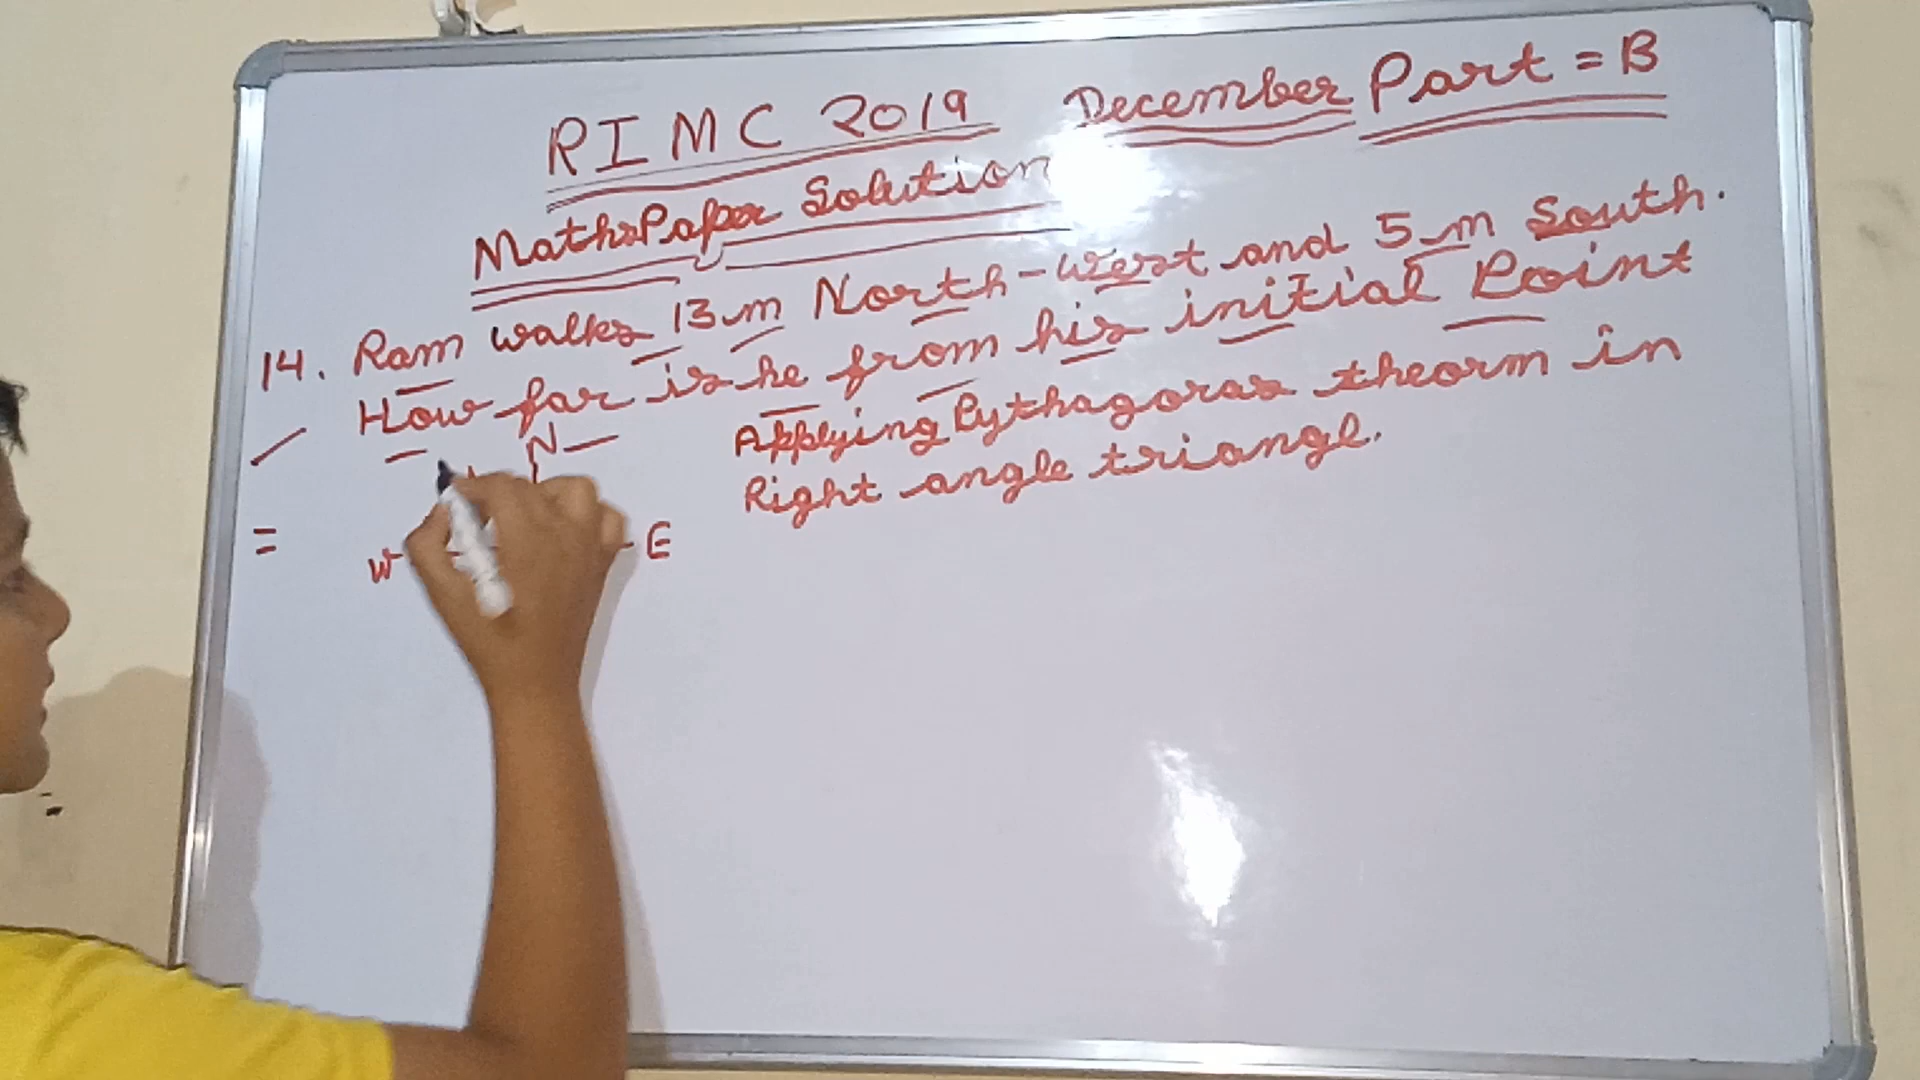 RIMC 2019 December Part = B
Maths Paper Solution
14. Ram walks 13 m North-West and 5 m South.
How far is he from his initial Point
Applying Pythagoras theorm in
Right angle triangl.
N
=
W
E